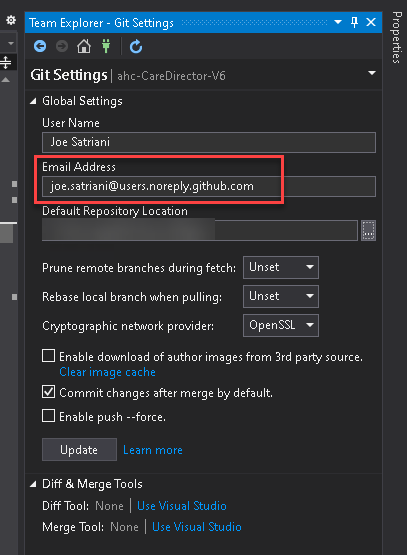 Team Explorer - Git Settings
Properties
Git Settings | ahc-CareDirector-V6
Global Settings
User Name
Joe Satriani
Email Address
joe.satriani@users.noreply.github.com
Default Repository Location
...
Prune remote branches during fetch: Unset
Rebase local branch when pulling: Unset
Cryptographic network provider: OpenSSL
Enable download of author images from 3rd party source.
Clear image cache
Commit changes after merge by default.
Enable push --force.
Update Learn more
Diff & Merge Tools
Diff Tool: None | Use Visual Studio
Merge Tool: None | Use Visual Studio